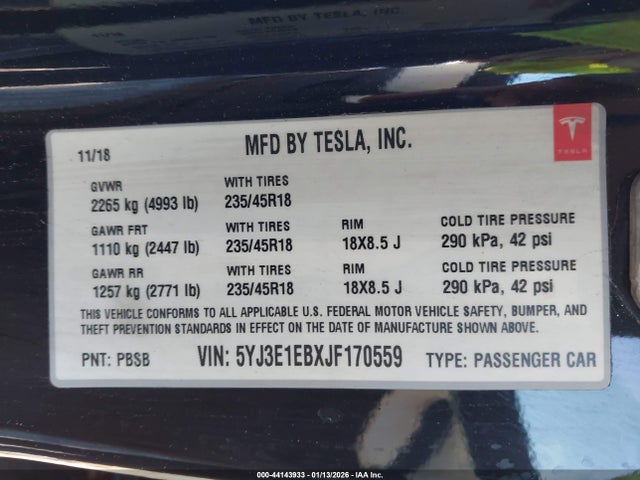 11/18
MFD BY TESLA, INC.
TESLA
GVWR WITH TIRES
2265 kg (4993 lb) 235/45R18
GAWR FRT WITH TIRES RIM COLD TIRE PRESSURE
1110 kg (2447 lb) 235/45R18 18X8.5 J 290 kPa, 42 psi
GAWR RR WITH TIRES RIM COLD TIRE PRESSURE
1257 kg (2771 lb) 235/45R18 18X8.5 J 290 kPa, 42 psi
THIS VEHICLE CONFORMS TO ALL APPLICABLE U.S. FEDERAL MOTOR VEHICLE SAFETY, BUMPER, AND
THEFT PREVENTION STANDARDS IN EFFECT ON THE DATE OF MANUFACTURE SHOWN ABOVE.
PNT: PBSB VIN: 5YJ3E1EBXJF170559 TYPE: PASSENGER CAR
000-44143933 - 01/13/2026 - IAA Inc.